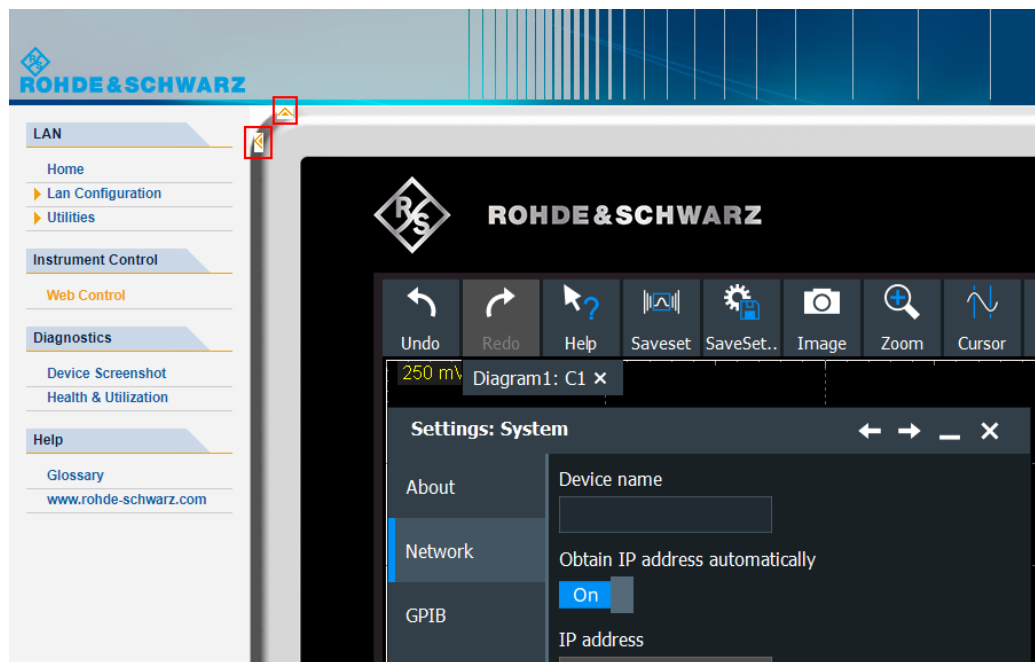 ROHDE&SCHWARZ
LAN
Home
Lan Configuration
Utilities
Instrument Control
Web Control
Diagnostics
Device Screenshot
Health & Utilization
Help
Glossary
www.rohde-schwarz.com
R S
ROHDE&SCHWARZ
Undo Redo Help Saveset SaveSet.. Image Zoom Cursor
250 mV Diagram1: C1 ×
Settings: System
About
Network
GPIB
Device name
Obtain IP address automatically
On
IP address